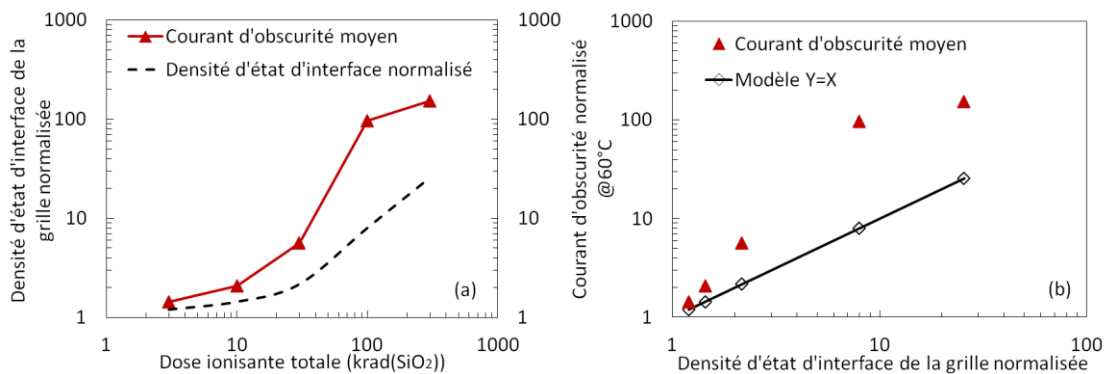 Densité d'état d'interface de la
grille normalisée
1000
100
10
1
Courant d'obscurité moyen
Densité d'état d'interface normalisé
(a)
1000
100
10
1
1 10 100 1000
Dose ionisante totale (krad(SiO₂))
Courant d'obscurité normalisé
@60°C
1000
100
10
1
Courant d'obscurité moyen
Modèle Y=X
(b)
1 10 100
Densité d'état d'interface de la grille normalisée